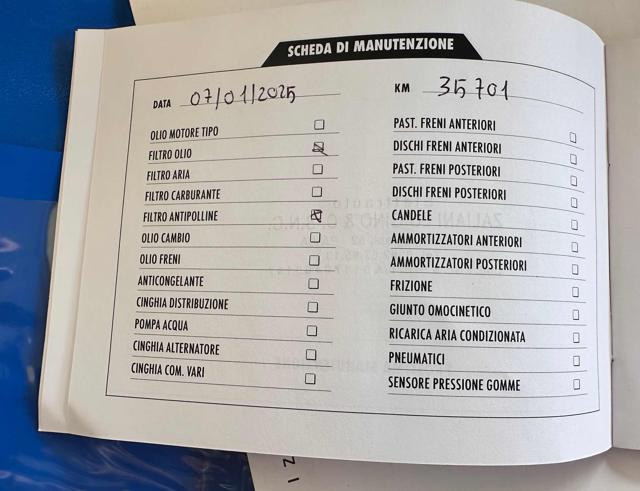 SCHEDA DI MANUTENZIONE
DATA 07/01/2025
OLIO MOTORE TIPO
FILTRO OLIO
FILTRO ARIA
FILTRO CARBURANTE
FILTRO ANTIPOLLINE
OLIO CAMBIO
OLIO FRENI
ANTICONGELANTE
CINGHIA DISTRIBUZIONE
POMPA ACQUA
CINGHIA ALTERNATORE
CINGHIA COM. VARI
KM 35701
PAST. FRENI ANTERIORI
DISCHI FRENI ANTERIORI
PAST. FRENI POSTERIORI
DISCHI FRENI POSTERIORI
CANDELE
AMMORTIZZATORI ANTERIORI
AMMORTIZZATORI POSTERIORI
FRIZIONE
GIUNTO OMOCINETICO
RICARICA ARIA CONDIZIONATA
PNEUMATICI
SENSORE PRESSIONE GOMME